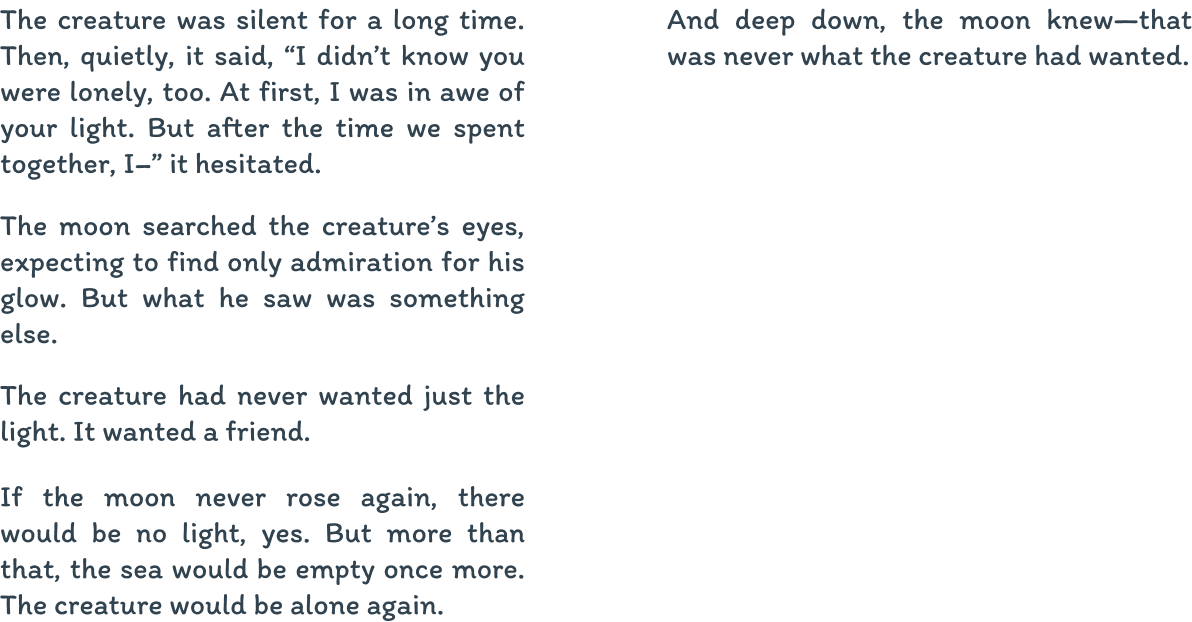 The creature was silent for a long time.
Then, quietly, it said, “I didn’t know you
were lonely, too. At first, I was in awe of
your light. But after the time we spent
together, I–” it hesitated.
The moon searched the creature’s eyes,
expecting to find only admiration for his
glow. But what he saw was something
else.
The creature had never wanted just the
light. It wanted a friend.
If the moon never rose again, there
would be no light, yes. But more than
that, the sea would be empty once more.
The creature would be alone again.
And deep down, the moon knew—that
was never what the creature had wanted.